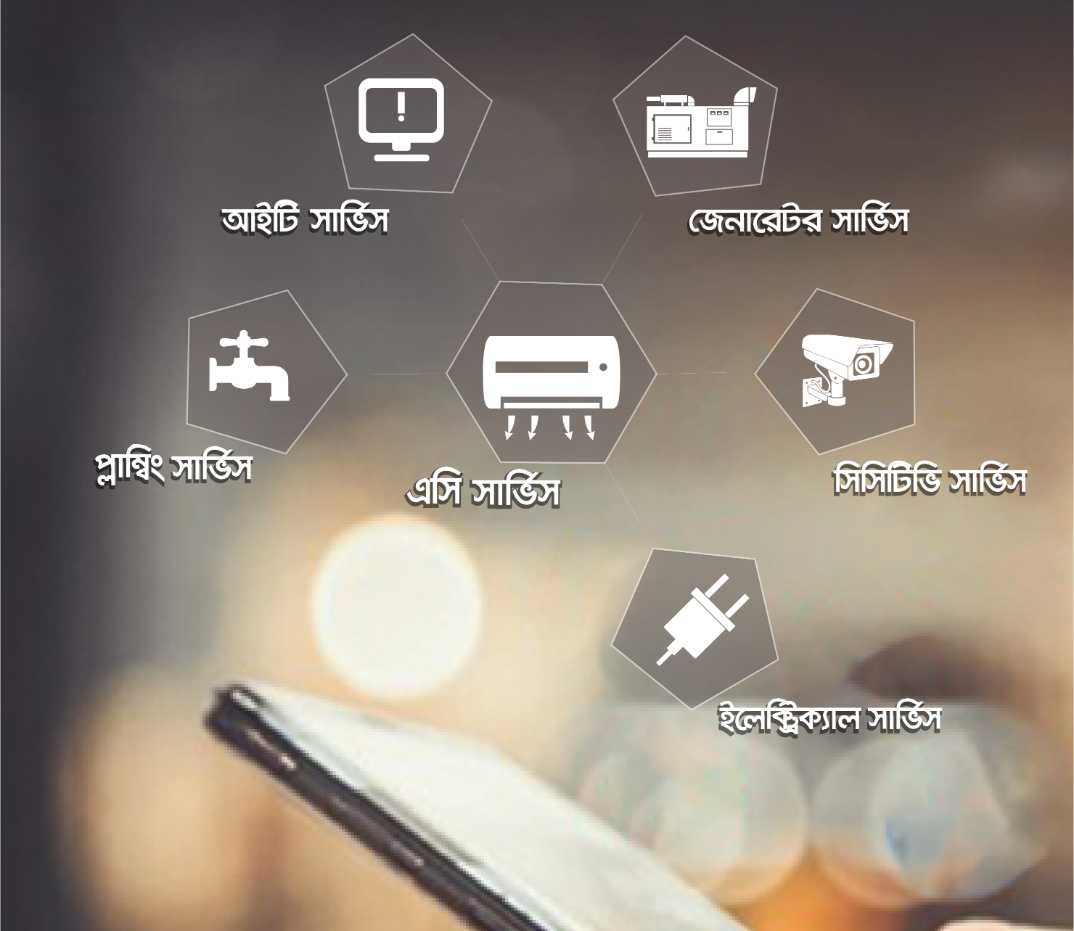 আইটি সার্ভিস
জেনারেটর সার্ভিস
প্লাম্বিং সার্ভিস
এসি সার্ভিস
সিসিটিভি সার্ভিস
ইলেক্ট্রিক্যাল সার্ভিস